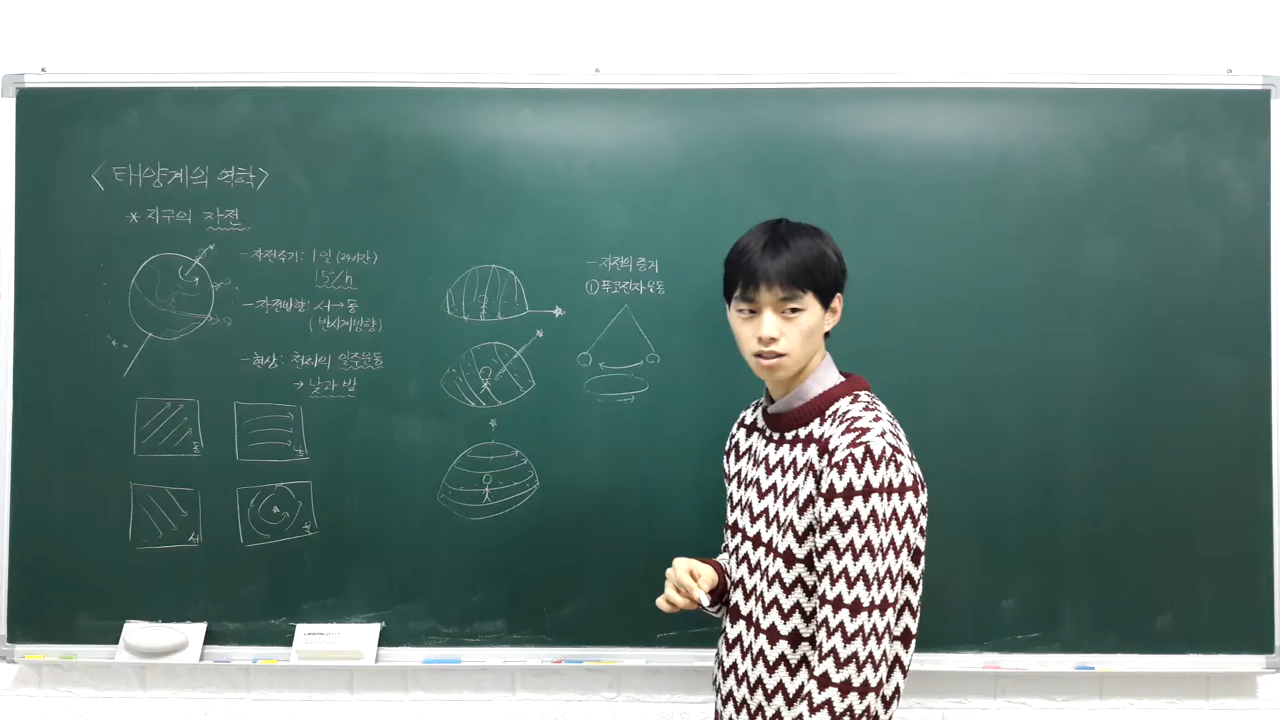 <태양계의 역학>
* 지구의 자전
- 자전주기: 1일 (24시간)
15°/h
- 자전방향: 서→동
(반시계방향)
- 현상: 천체의 일주운동
→ 낮과 밤
동
남
서
북
- 자전의 증거
① 푸코진자 운동